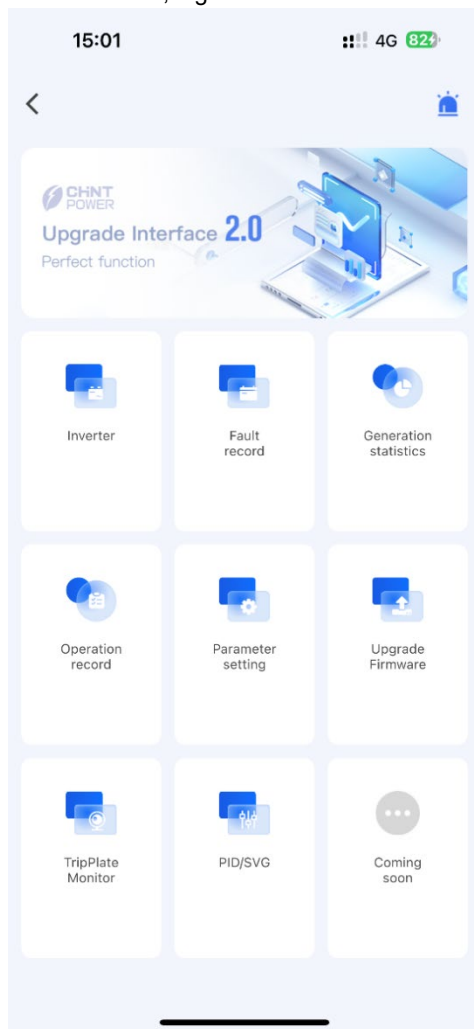 15:01 4G 82
CHNT
POWER
Upgrade Interface 2.0
Perfect function
Inverter
Fault
record
Generation
statistics
Operation
record
Parameter
setting
Upgrade
Firmware
TripPlate
Monitor
PID/SVG
Coming
soon